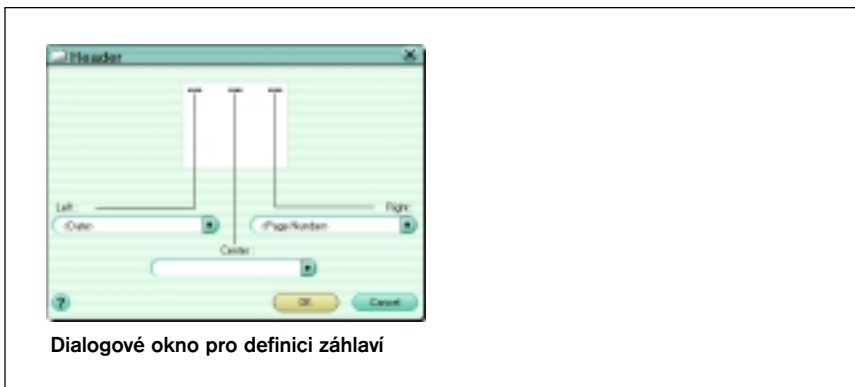 Header
Left :
Right:
<Date>
<Page Number>
Center :
?
OK
Cancel
Dialogové okno pro definici záhlaví